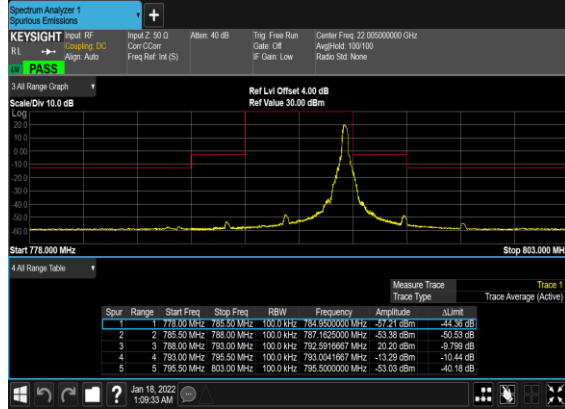 Spectrum Analyzer 1
Spurious Emissions
KEYSIGHT Input: RF Input Z: 50 Ω Atten: 40 dB Trig: Free Run Center Freq: 22.005000000 GHz
RL Coupling: DC Corr CCorr Gate: Off Avg|Hold: 100/100
Align: Auto Freq Ref: Int (S) IF Gain: Low Radio Std: None
PASS
3 All Range Graph
Ref Lvl Offset 4.00 dB
Scale/Div 10.0 dB Ref Value 30.00 dBm
Log
20.0
10.0
0.00
-10.0
-20.0
-30.0
-40.0
-50.0
-60.0
Start 778.000 MHz Stop 803.000 MHz
4 All Range Table
Measure Trace Trace 1
Trace Type Trace Average (Active)
Spur Range Start Freq Stop Freq RBW Frequency Amplitude ΔLimit
1 1 778.00 MHz 785.50 MHz 100.0 kHz 784.9500000 MHz -57.21 dBm -44.36 dB
2 2 785.50 MHz 788.00 MHz 100.0 kHz 787.1625000 MHz -53.38 dBm -50.53 dB
3 3 788.00 MHz 793.00 MHz 100.0 kHz 792.5916667 MHz 20.20 dBm -9.799 dB
4 4 793.00 MHz 795.50 MHz 100.0 kHz 793.0041667 MHz -13.29 dBm -10.44 dB
5 5 795.50 MHz 803.00 MHz 100.0 kHz 795.5000000 MHz -53.03 dBm -40.18 dB
Jan 18, 2022
1:09:33 AM